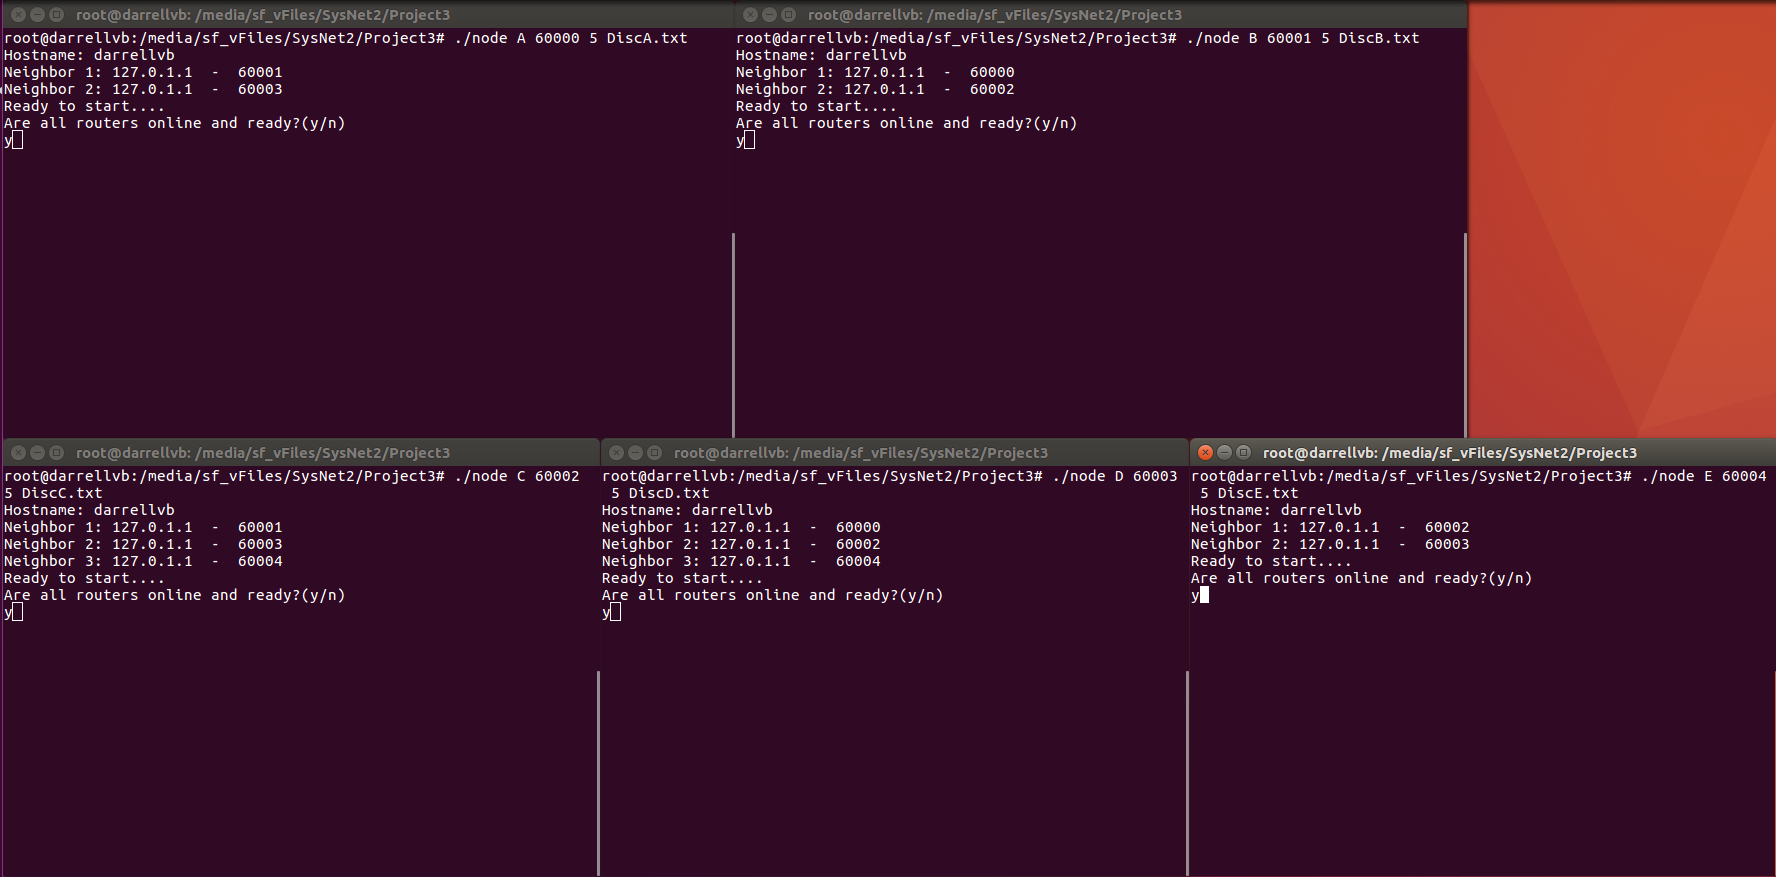 root@darrellvb: /media/sf_vFiles/SysNet2/Project3
root@darrellvb:/media/sf_vFiles/SysNet2/Project3# ./node A 60000 5 DiscA.txt
Hostname: darrellvb
Neighbor 1: 127.0.1.1  -  60001
Neighbor 2: 127.0.1.1  -  60003
Ready to start....
Are all routers online and ready?(y/n)
y
root@darrellvb: /media/sf_vFiles/SysNet2/Project3
root@darrellvb:/media/sf_vFiles/SysNet2/Project3# ./node B 60001 5 DiscB.txt
Hostname: darrellvb
Neighbor 1: 127.0.1.1  -  60000
Neighbor 2: 127.0.1.1  -  60002
Ready to start....
Are all routers online and ready?(y/n)
y
root@darrellvb: /media/sf_vFiles/SysNet2/Project3
root@darrellvb:/media/sf_vFiles/SysNet2/Project3# ./node C 60002
5 DiscC.txt
Hostname: darrellvb
Neighbor 1: 127.0.1.1  -  60001
Neighbor 2: 127.0.1.1  -  60003
Neighbor 3: 127.0.1.1  -  60004
Ready to start....
Are all routers online and ready?(y/n)
y
root@darrellvb: /media/sf_vFiles/SysNet2/Project3
root@darrellvb:/media/sf_vFiles/SysNet2/Project3# ./node D 60003
5 DiscD.txt
Hostname: darrellvb
Neighbor 1: 127.0.1.1  -  60000
Neighbor 2: 127.0.1.1  -  60002
Neighbor 3: 127.0.1.1  -  60004
Ready to start....
Are all routers online and ready?(y/n)
y
root@darrellvb: /media/sf_vFiles/SysNet2/Project3
root@darrellvb:/media/sf_vFiles/SysNet2/Project3# ./node E 60004
5 DiscE.txt
Hostname: darrellvb
Neighbor 1: 127.0.1.1  -  60002
Neighbor 2: 127.0.1.1  -  60003
Ready to start....
Are all routers online and ready?(y/n)
y